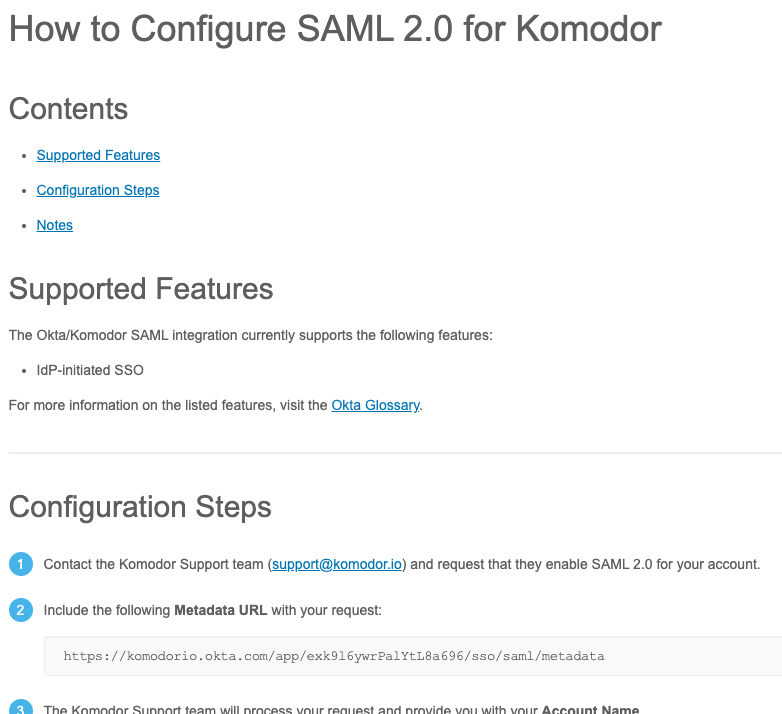 How to Configure SAML 2.0 for Komodor
Contents
• Supported Features
• Configuration Steps
• Notes
Supported Features
The Okta/Komodor SAML integration currently supports the following features:
• IdP-initiated SSO
For more information on the listed features, visit the Okta Glossary.
Configuration Steps
1 Contact the Komodor Support team (support@komodor.io) and request that they enable SAML 2.0 for your account.
2 Include the following Metadata URL with your request:
https://komodorio.okta.com/app/exk9l6ywrPalYtL8a696/sso/saml/metadata
3 The Komodor Support team will process your request and provide you with your Account Name